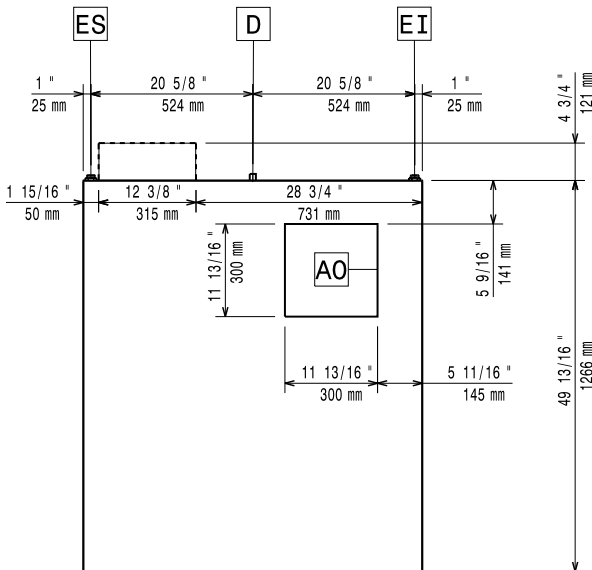 ES D EI
1 " 20 5/8 " 20 5/8 " 1 "
25 mm 524 mm 524 mm 25 mm
4 3/4 "
121 mm
1 15/16 " 12 3/8 " 28 3/4 "
50 mm 315 mm 731 mm
11 13/16 "
300 mm
AO
5 9/16 "
141 mm
11 13/16 " 5 11/16 "
300 mm 145 mm
49 13/16 "
1266 mm